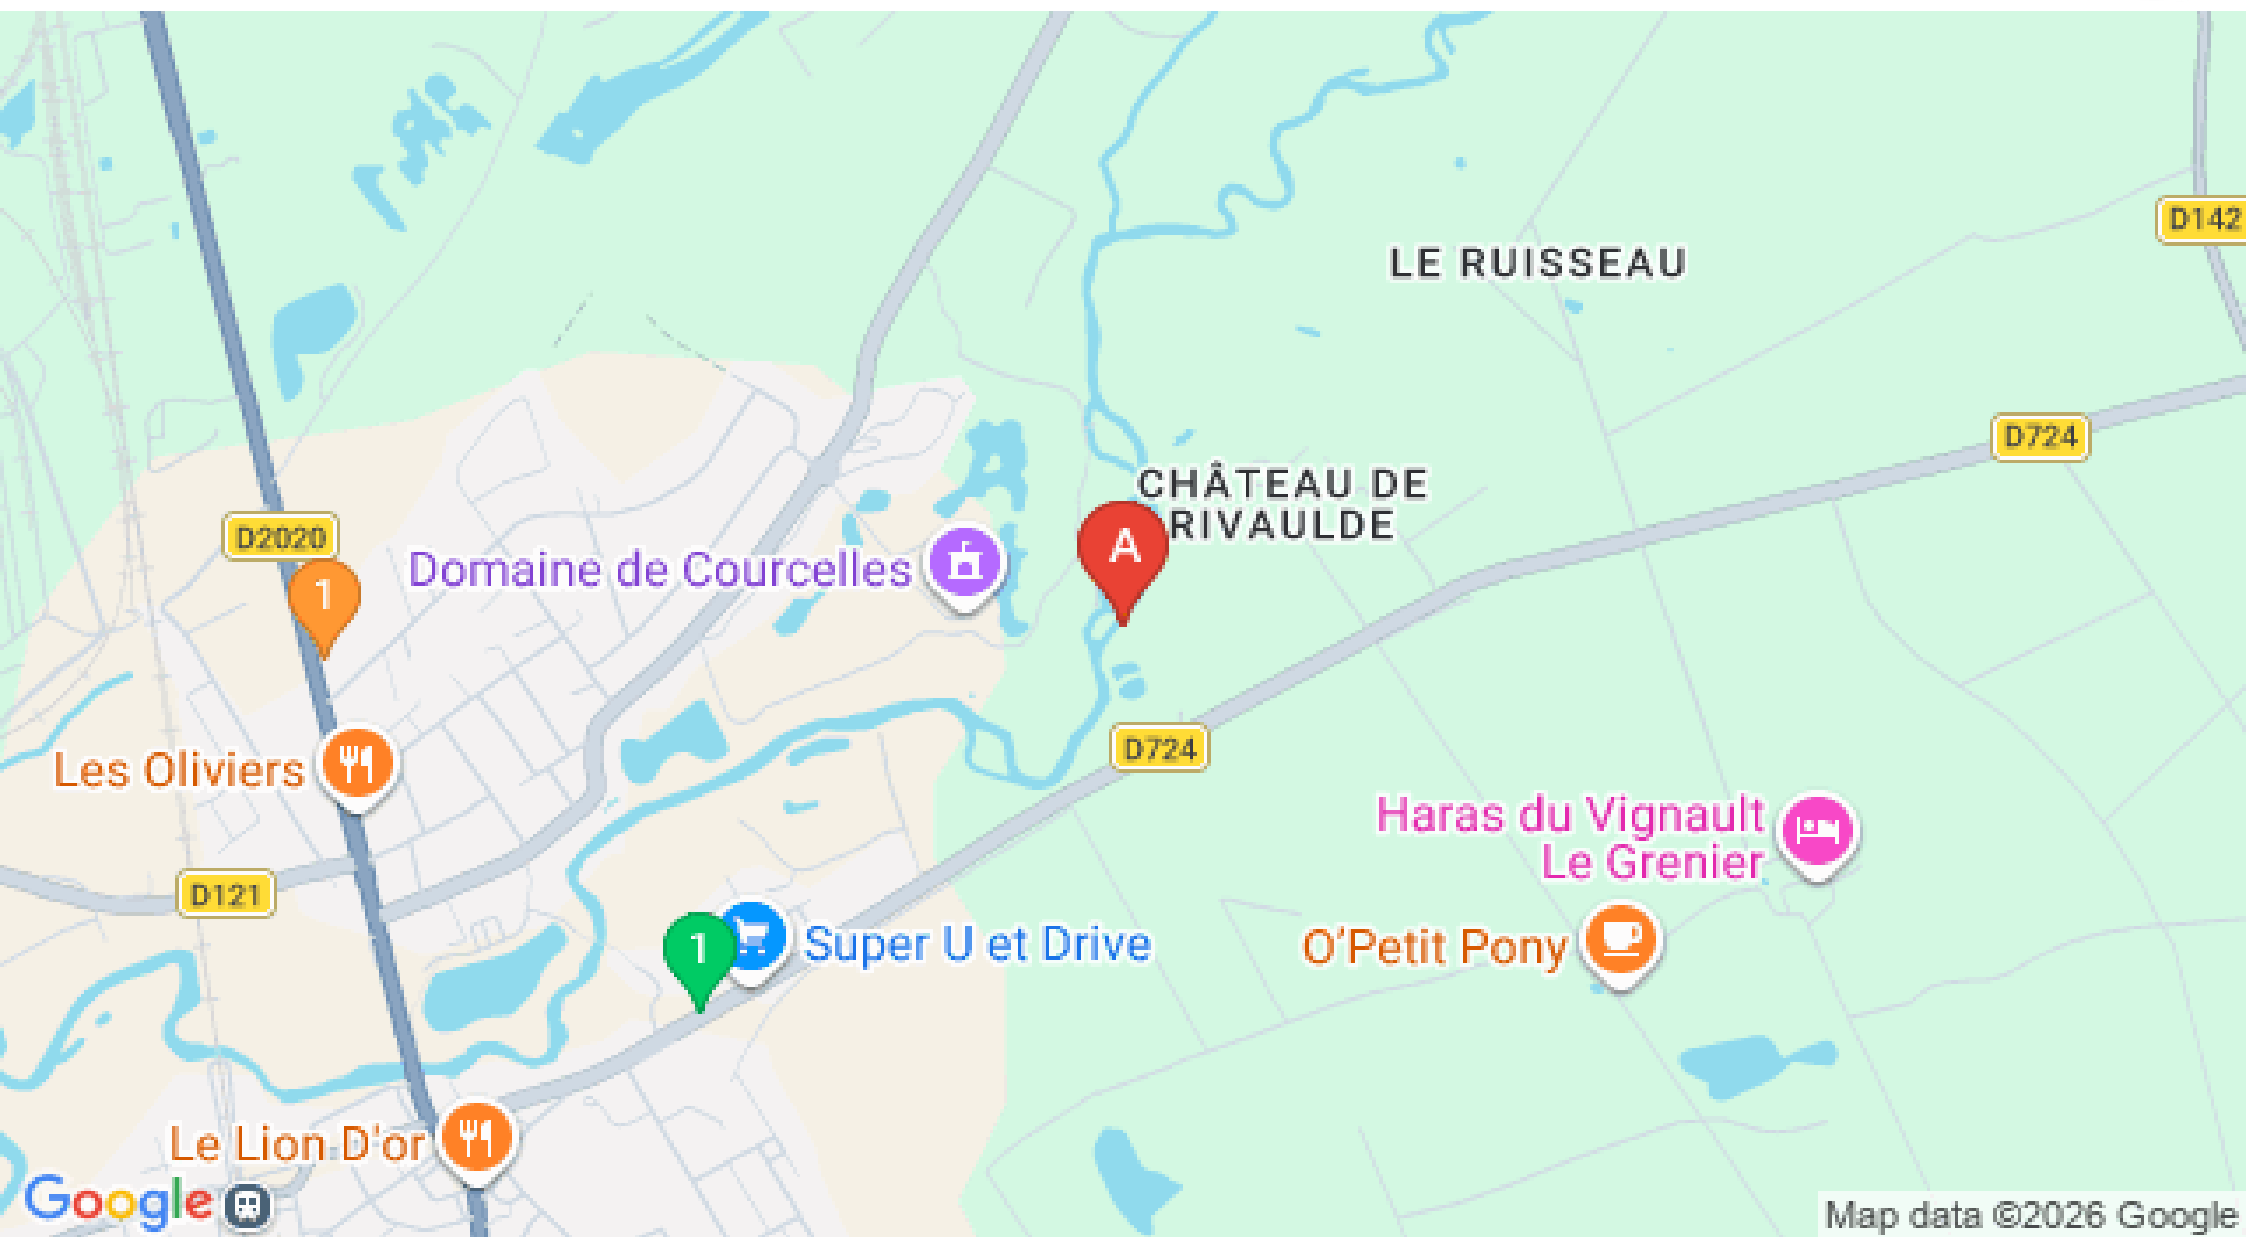 D142
LE RUISSEAU
D724
CHÂTEAU DE
RIVAULDE
A
D2020
1
Domaine de Courcelles
D724
Les Oliviers
Haras du Vignault
Le Grenier
D121
1
Super U et Drive
O'Petit Pony
Le Lion D'or
Google
Map data ©2026 Google